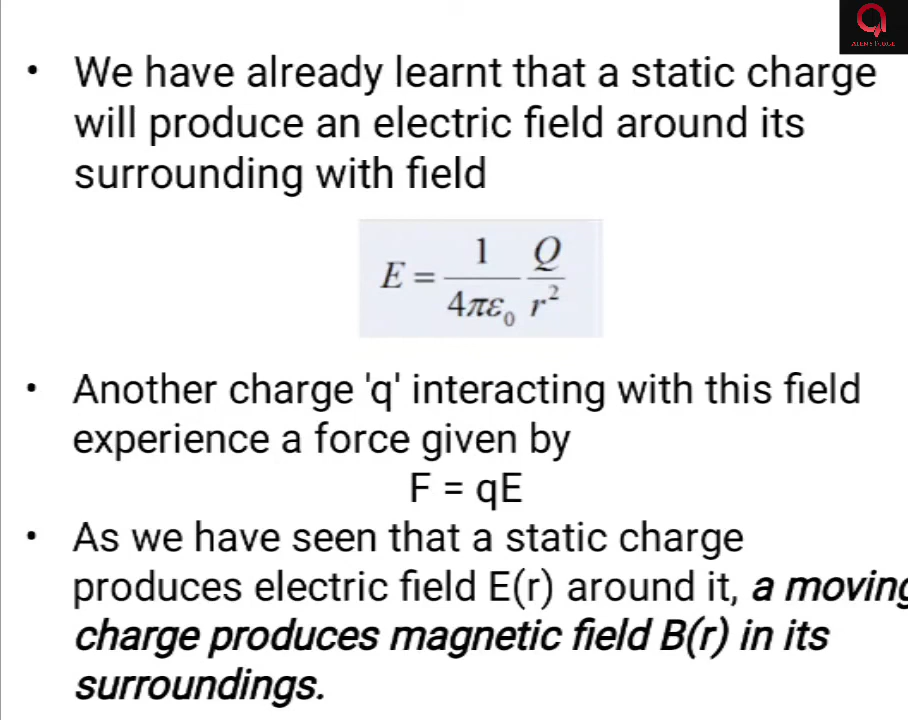 • We have already learnt that a static charge
will produce an electric field around its
surrounding with field
E = 1/4πε₀ Q/r²
• Another charge 'q' interacting with this field
experience a force given by
F = qE
• As we have seen that a static charge
produces electric field E(r) around it, a moving
charge produces magnetic field B(r) in its
surroundings.